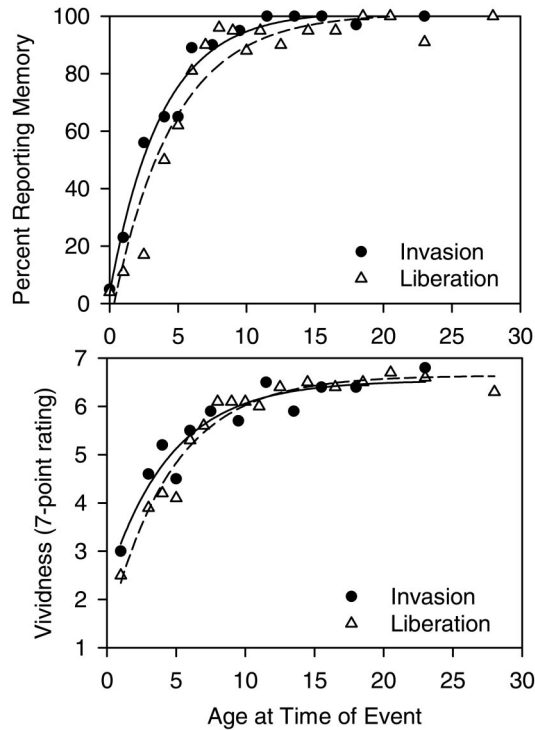 Percent Reporting Memory
100
80
60
40
20
0
Invasion
Liberation
0 5 10 15 20 25 30
Vividness (7-point rating)
7
6
5
4
3
2
1
Invasion
Liberation
0 5 10 15 20 25 30
Age at Time of Event